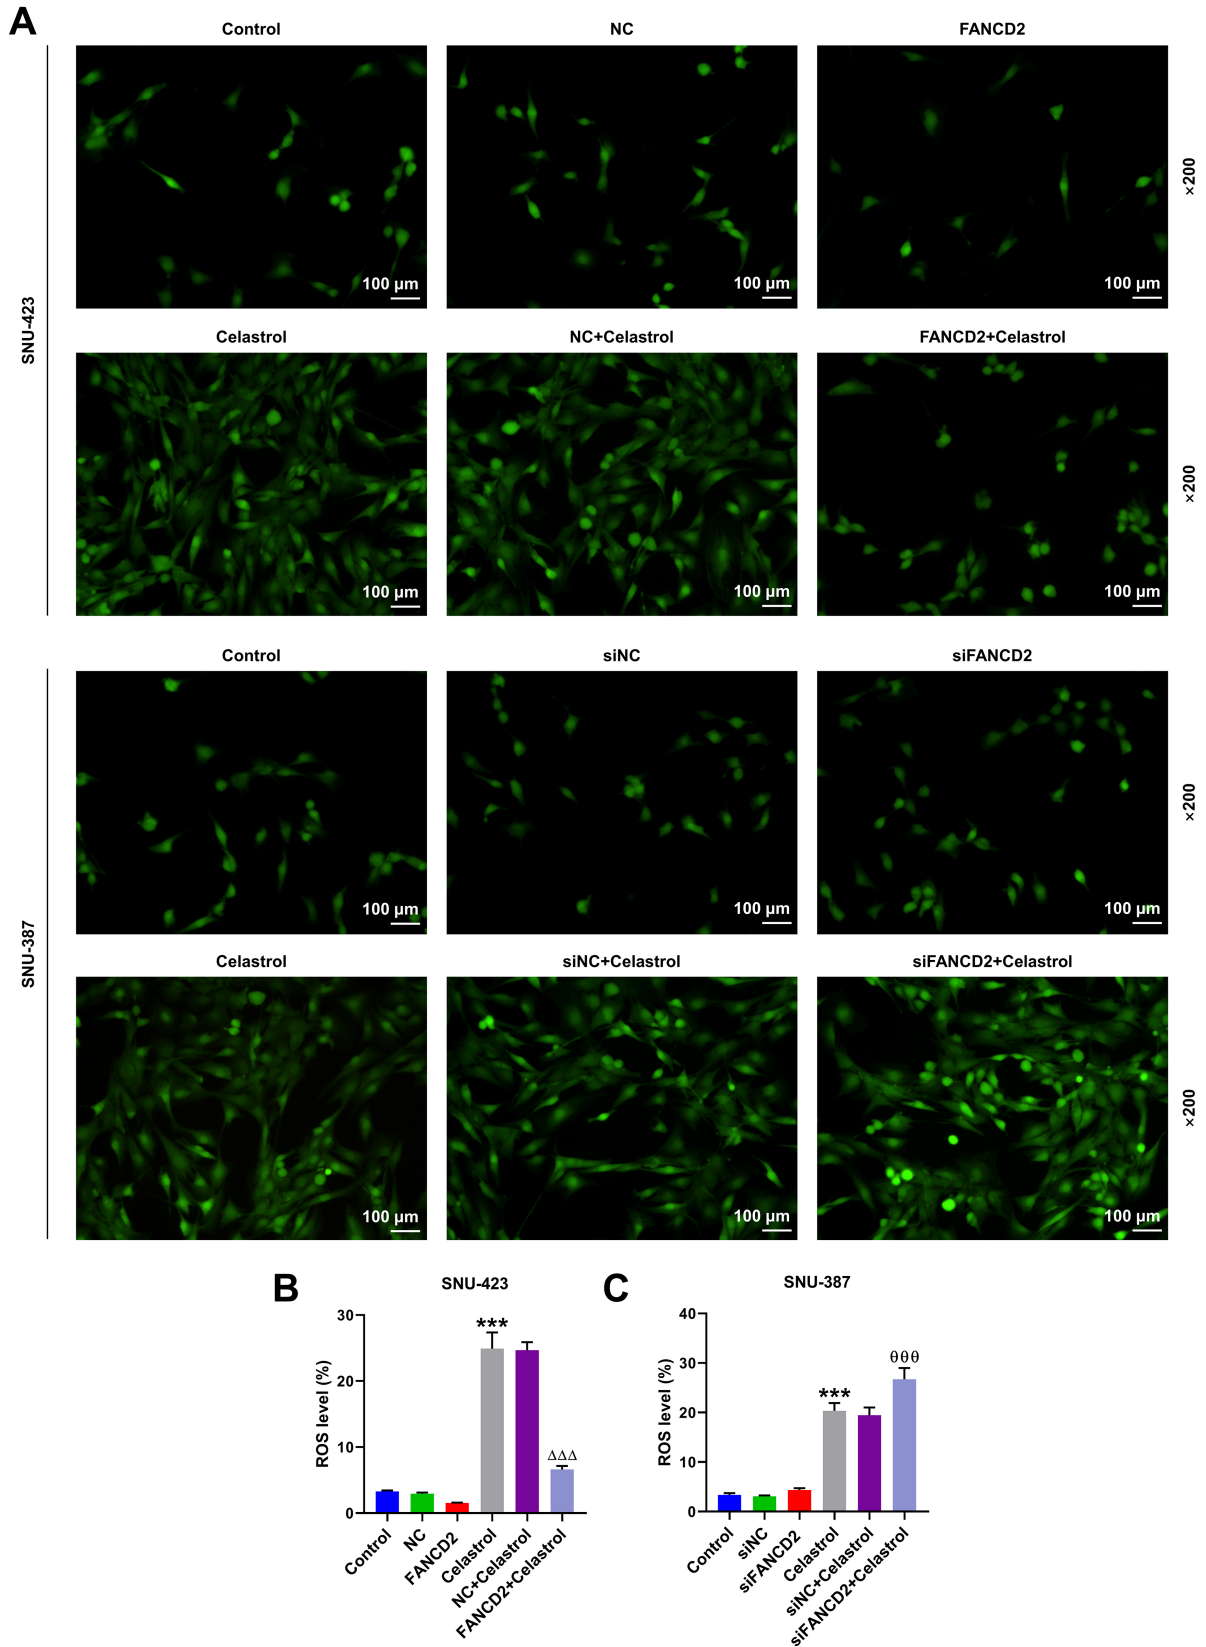 A
Control
NC
FANCD2
100 µm
100 µm
100 µm
×200
SNU-423
Celastrol
NC+Celastrol
FANCD2+Celastrol
100 µm
100 µm
100 µm
×200
Control
siNC
siFANCD2
100 µm
100 µm
100 µm
×200
SNU-387
Celastrol
siNC+Celastrol
siFANCD2+Celastrol
100 µm
100 µm
100 µm
×200
B
SNU-423
ROS level (%)
30
20
10
0
***
ΔΔΔ
Control
NC
FANCD2
Celastrol
NC+Celastrol
FANCD2+Celastrol
C
SNU-387
ROS level (%)
40
30
20
10
0
***
θθθ
Control
siNC
siFANCD2
Celastrol
siNC+Celastrol
siFANCD2+Celastrol